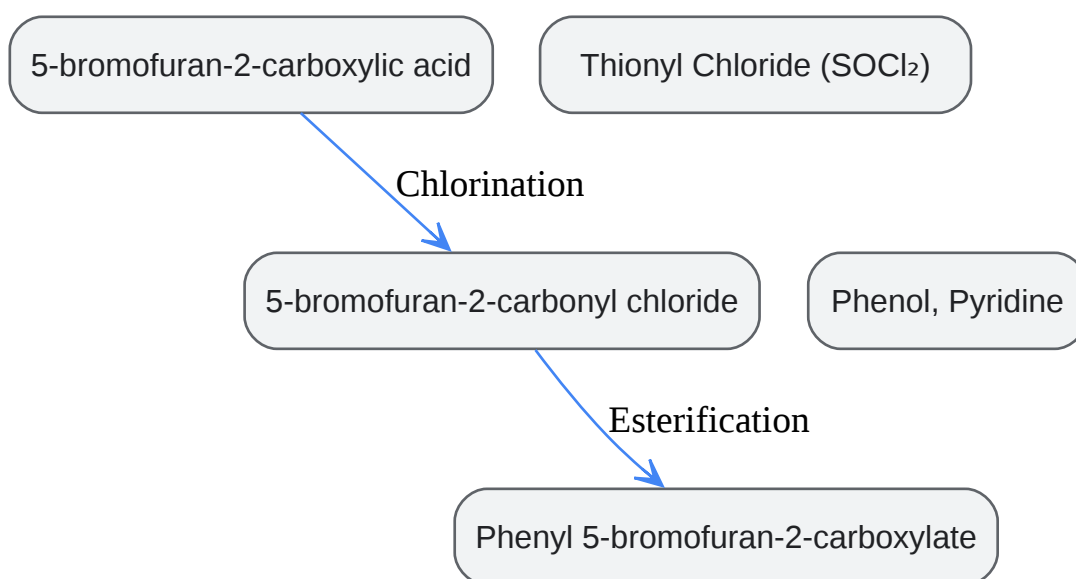 5-bromofuran-2-carboxylic acid
Thionyl Chloride (SOCl₂)
Chlorination
5-bromofuran-2-carbonyl chloride
Phenol, Pyridine
Esterification
Phenyl 5-bromofuran-2-carboxylate